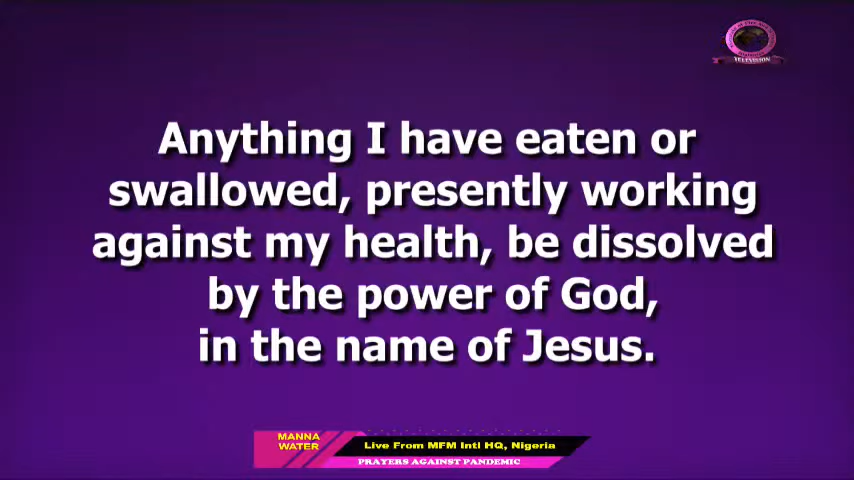 TELEVISION
Anything I have eaten or
swallowed, presently working
against my health, be dissolved
by the power of God,
in the name of Jesus.
MANNA
WATER
Live From MFM Intl HQ, Nigeria
PRAYERS AGAINST PANDEMIC